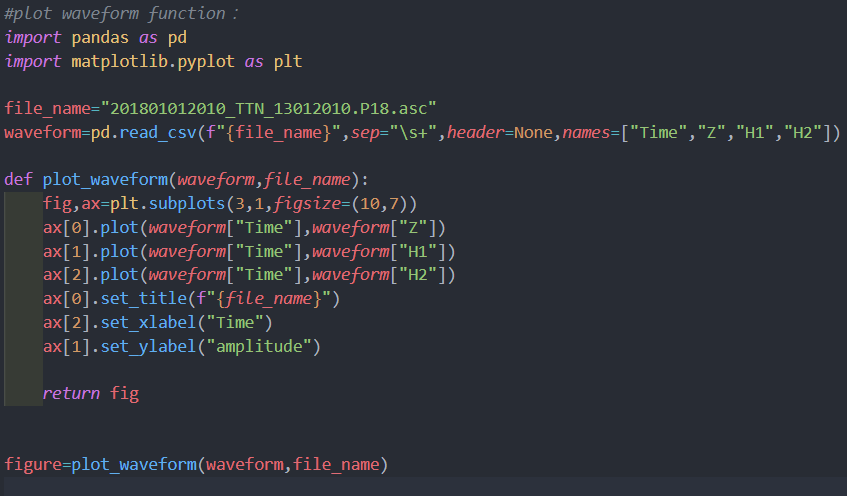 #plot waveform function：
import pandas as pd
import matplotlib.pyplot as plt
file_name="201801012010_TTN_13012010.P18.asc"
waveform=pd.read_csv(f"{file_name}",sep="\s+",header=None,names=["Time","Z","H1","H2"])
def plot_waveform(waveform,file_name):
    fig,ax=plt.subplots(3,1,figsize=(10,7))
    ax[0].plot(waveform["Time"],waveform["Z"])
    ax[1].plot(waveform["Time"],waveform["H1"])
    ax[2].plot(waveform["Time"],waveform["H2"])
    ax[0].set_title(f"{file_name}")
    ax[2].set_xlabel("Time")
    ax[1].set_ylabel("amplitude")
    return fig
figure=plot_waveform(waveform,file_name)